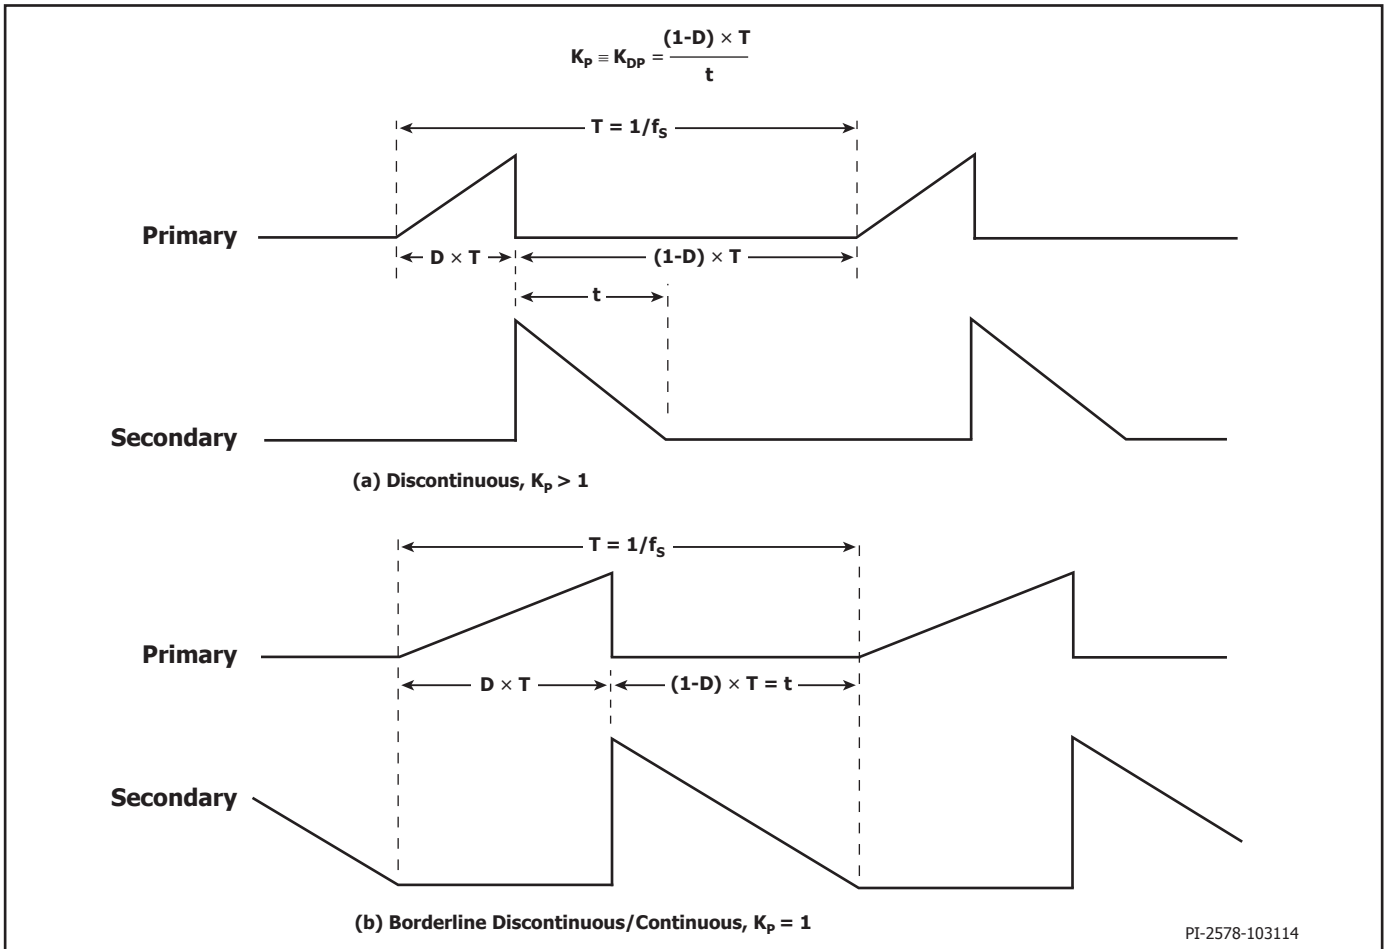 K_P ≡ K_DP = (1-D) × T / t
T = 1/f_S
Primary
D × T
(1-D) × T
t
Secondary
(a) Discontinuous, K_P > 1
T = 1/f_S
Primary
D × T
(1-D) × T = t
Secondary
(b) Borderline Discontinuous/Continuous, K_P = 1
PI-2578-103114